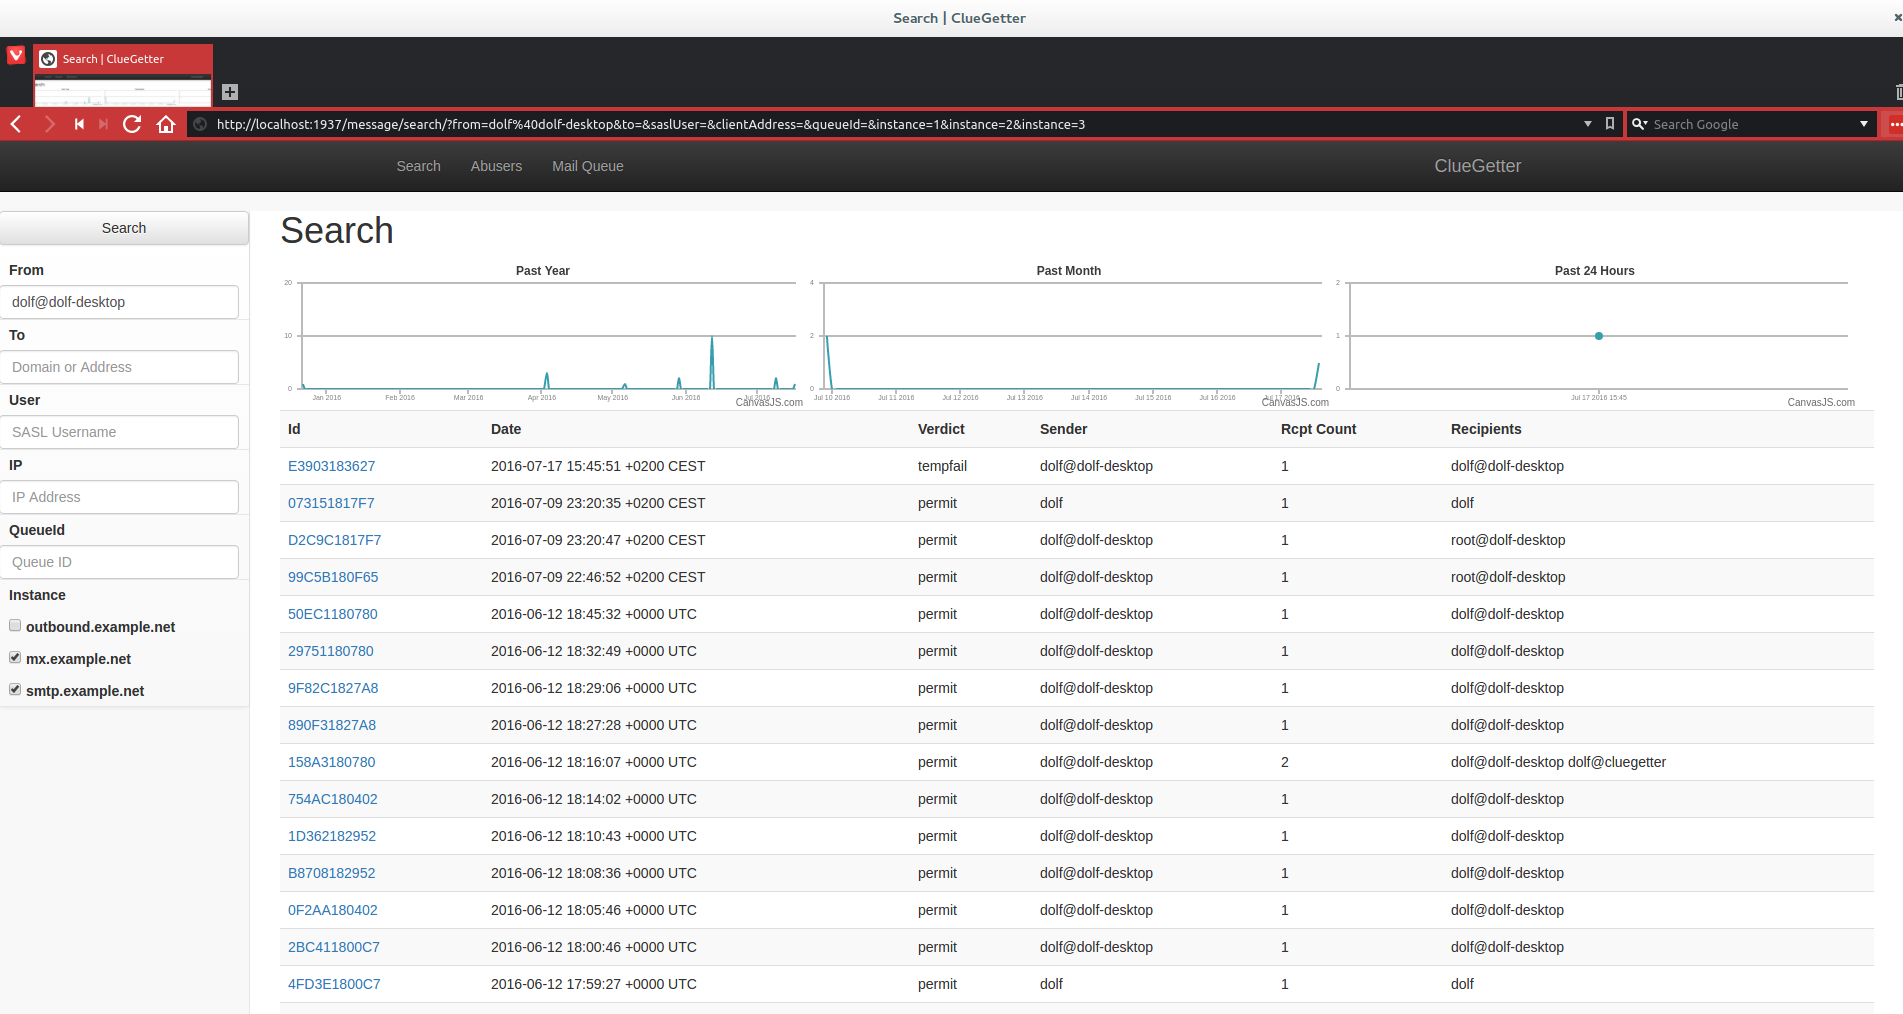 Search | ClueGetter
Search | ClueGetter
http://localhost:1937/message/search/?from=dolf%40dolf-desktop&to=&saslUser=&clientAddress=&queueId=&instance=1&instance=2&instance=3
Search Google
Search Abusers Mail Queue ClueGetter
Search
From
dolf@dolf-desktop
To
Domain or Address
User
SASL Username
IP
IP Address
QueueId
Queue ID
Instance
outbound.example.net
mx.example.net
smtp.example.net
Search
Past Year
20
10
0
Jan 2016 Feb 2016 Mar 2016 Apr 2016 May 2016 Jun 2016 Jul 2016
CanvasJS.com
Past Month
4
2
0
Jul 10 2016 Jul 11 2016 Jul 12 2016 Jul 13 2016 Jul 14 2016 Jul 15 2016 Jul 16 2016 Jul 17 2016
CanvasJS.com
Past 24 Hours
2
1
0
Jul 17 2016 15:45
CanvasJS.com
Id Date Verdict Sender Rcpt Count Recipients
E3903183627 2016-07-17 15:45:51 +0200 CEST tempfail dolf@dolf-desktop 1 dolf@dolf-desktop
073151817F7 2016-07-09 23:20:35 +0200 CEST permit dolf 1 dolf
D2C9C1817F7 2016-07-09 23:20:47 +0200 CEST permit dolf@dolf-desktop 1 root@dolf-desktop
99C5B180F65 2016-07-09 22:46:52 +0200 CEST permit dolf@dolf-desktop 1 root@dolf-desktop
50EC1180780 2016-06-12 18:45:32 +0000 UTC permit dolf@dolf-desktop 1 dolf@dolf-desktop
29751180780 2016-06-12 18:32:49 +0000 UTC permit dolf@dolf-desktop 1 dolf@dolf-desktop
9F82C1827A8 2016-06-12 18:29:06 +0000 UTC permit dolf@dolf-desktop 1 dolf@dolf-desktop
890F31827A8 2016-06-12 18:27:28 +0000 UTC permit dolf@dolf-desktop 1 dolf@dolf-desktop
158A3180780 2016-06-12 18:16:07 +0000 UTC permit dolf@dolf-desktop 2 dolf@dolf-desktop dolf@cluegetter
754AC180402 2016-06-12 18:14:02 +0000 UTC permit dolf@dolf-desktop 1 dolf@dolf-desktop
1D362182952 2016-06-12 18:10:43 +0000 UTC permit dolf@dolf-desktop 1 dolf@dolf-desktop
B8708182952 2016-06-12 18:08:36 +0000 UTC permit dolf@dolf-desktop 1 dolf@dolf-desktop
0F2AA180402 2016-06-12 18:05:46 +0000 UTC permit dolf@dolf-desktop 1 dolf@dolf-desktop
2BC411800C7 2016-06-12 18:00:46 +0000 UTC permit dolf@dolf-desktop 1 dolf@dolf-desktop
4FD3E1800C7 2016-06-12 17:59:27 +0000 UTC permit dolf 1 dolf